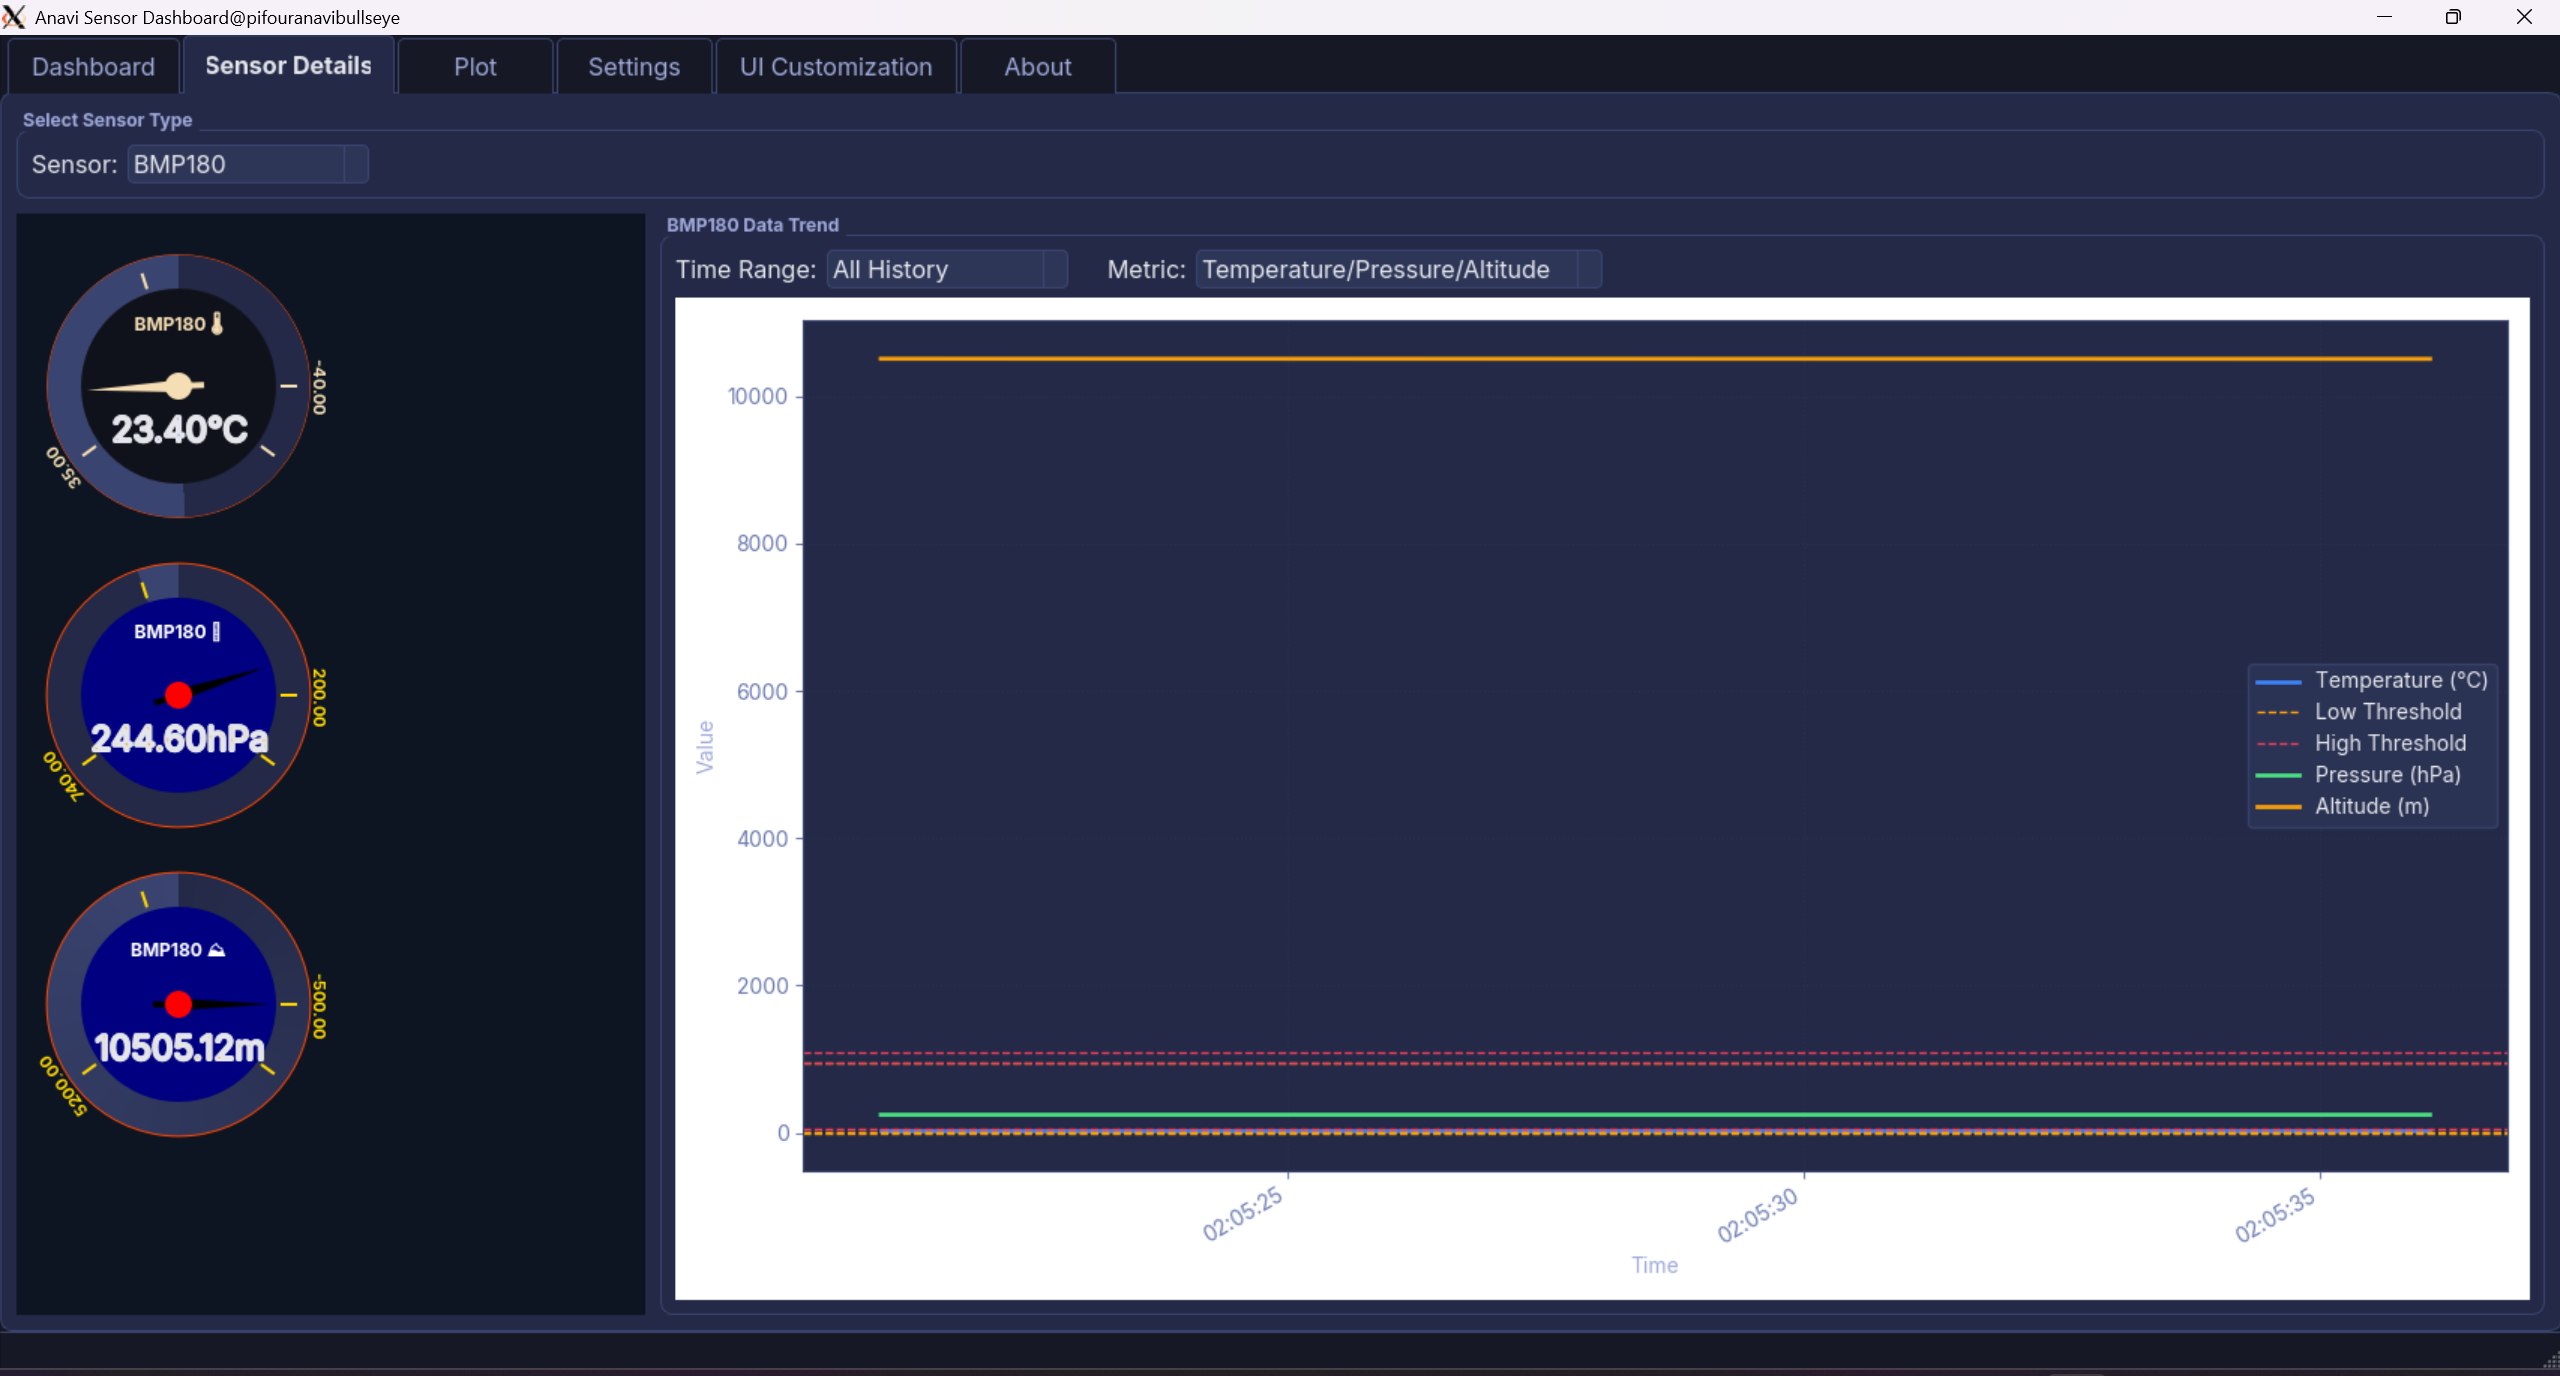 Anavi Sensor Dashboard@pifouranavibullseye
Dashboard
Sensor Details
Plot
Settings
UI Customization
About
Select Sensor Type
Sensor: BMP180
BMP180
-40.00
23.40°C
35.00
BMP180
200.00
244.60hPa
740.00
BMP180
-500.00
10505.12m
5200.00
BMP180 Data Trend
Time Range: All History
Metric: Temperature/Pressure/Altitude
10000
8000
6000
4000
2000
0
Value
Temperature (°C)
Low Threshold
High Threshold
Pressure (hPa)
Altitude (m)
02:05:25
02:05:30
02:05:35
Time